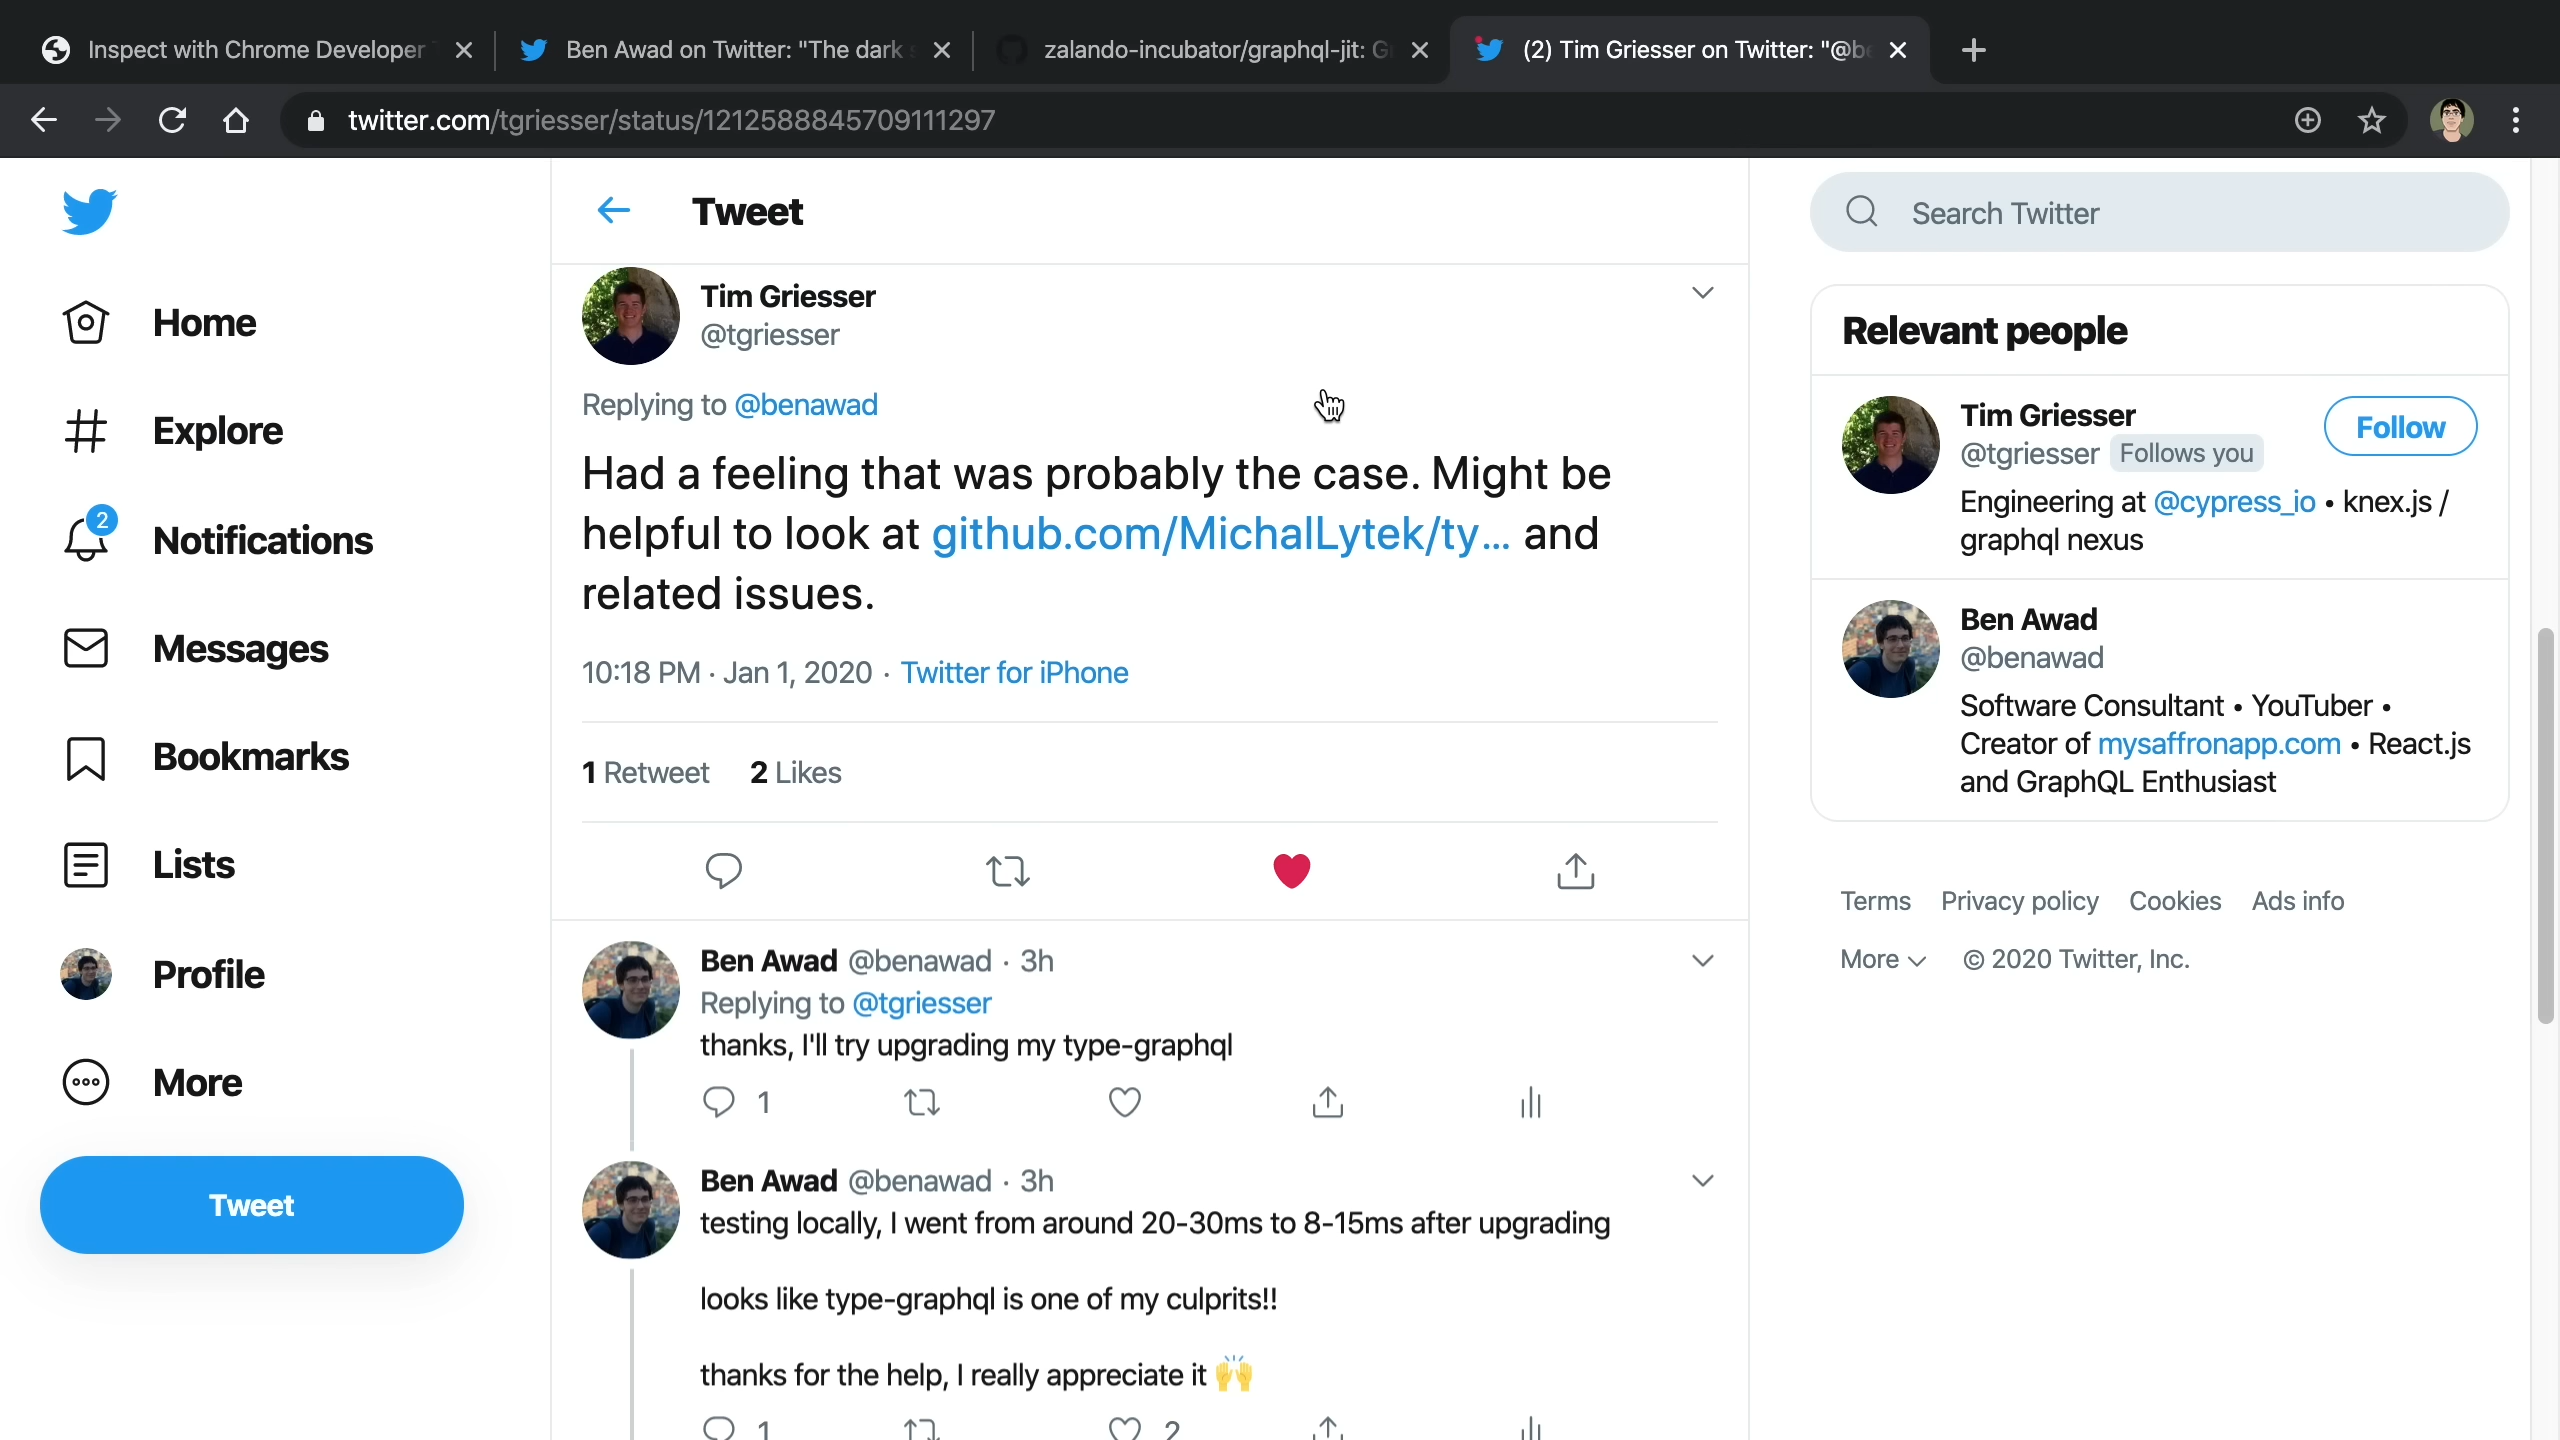 Inspect with Chrome Developer
Ben Awad on Twitter: "The dark
zalando-incubator/graphql-jit:
(2) Tim Griesser on Twitter: "@be
twitter.com/tgriesser/status/1212588845709111297
Home
Explore
2
Notifications
Messages
Bookmarks
Lists
Profile
More
Tweet
Tweet
Tim Griesser
@tgriesser
Replying to @benawad
Had a feeling that was probably the case. Might be
helpful to look at github.com/MichalLytek/ty... and
related issues.
10:18 PM · Jan 1, 2020 · Twitter for iPhone
1 Retweet 2 Likes
Ben Awad @benawad · 3h
Replying to @tgriesser
thanks, I'll try upgrading my type-graphql
1
Ben Awad @benawad · 3h
testing locally, I went from around 20-30ms to 8-15ms after upgrading
looks like type-graphql is one of my culprits!!
thanks for the help, I really appreciate it 🙌
1 2
Search Twitter
Relevant people
Tim Griesser
@tgriesser Follows you
Follow
Engineering at @cypress_io • knex.js /
graphql nexus
Ben Awad
@benawad
Software Consultant • YouTuber •
Creator of mysaffronapp.com • React.js
and GraphQL Enthusiast
Terms Privacy policy Cookies Ads info
More © 2020 Twitter, Inc.